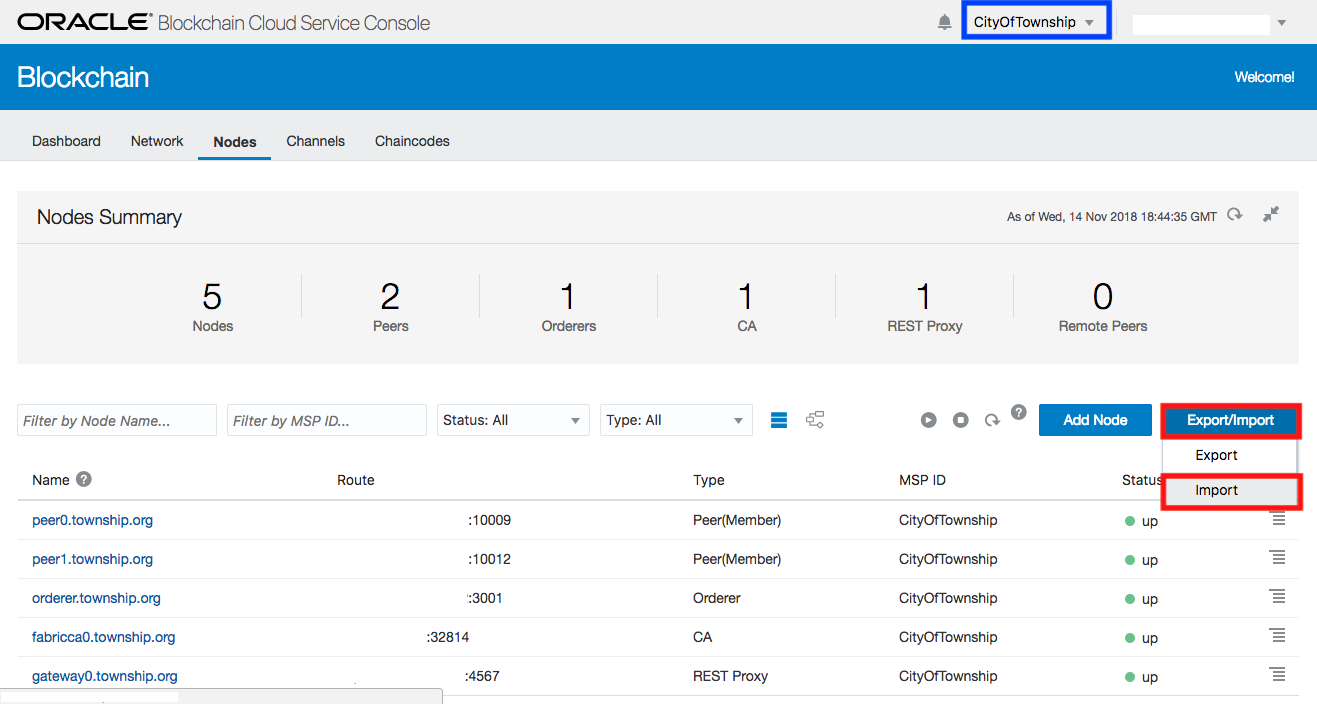 ORACLE® Blockchain Cloud Service Console CityOfTownship
Blockchain Welcome!
Dashboard Network Nodes Channels Chaincodes
Nodes Summary As of Wed, 14 Nov 2018 18:44:35 GMT
5 2 1 1 1 0
Nodes Peers Orderers CA REST Proxy Remote Peers
Filter by Node Name... Filter by MSP ID... Status: All Type: All ? Add Node Export/Import
Export
Name ? Route Type MSP ID Status Import
peer0.township.org :10009 Peer(Member) CityOfTownship up
peer1.township.org :10012 Peer(Member) CityOfTownship up
orderer.township.org :3001 Orderer CityOfTownship up
fabricca0.township.org :32814 CA CityOfTownship up
gateway0.township.org :4567 REST Proxy CityOfTownship up